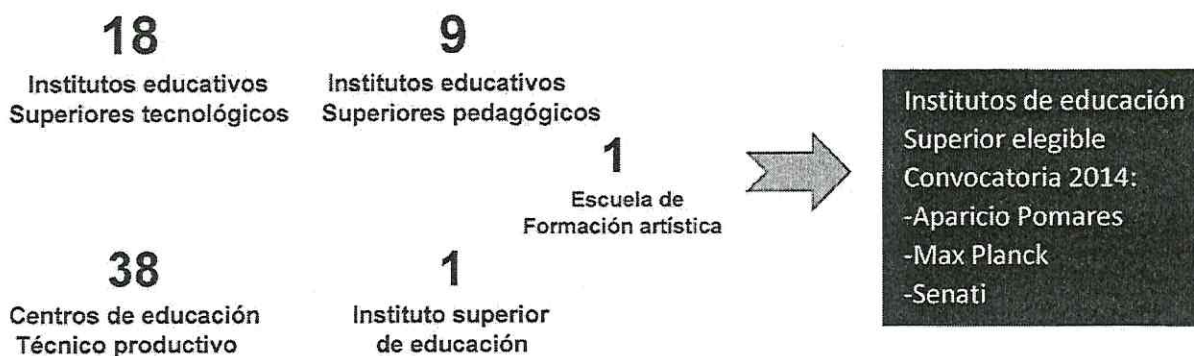 18
Institutos educativos
Superiores tecnológicos
9
Institutos educativos
Superiores pedagógicos
1
Escuela de
Formación artística
38
Centros de educación
Técnico productivo
1
Instituto superior
de educación
Institutos de educación
Superior elegible
Convocatoria 2014:
-Aparicio Pomares
-Max Planck
-Senati